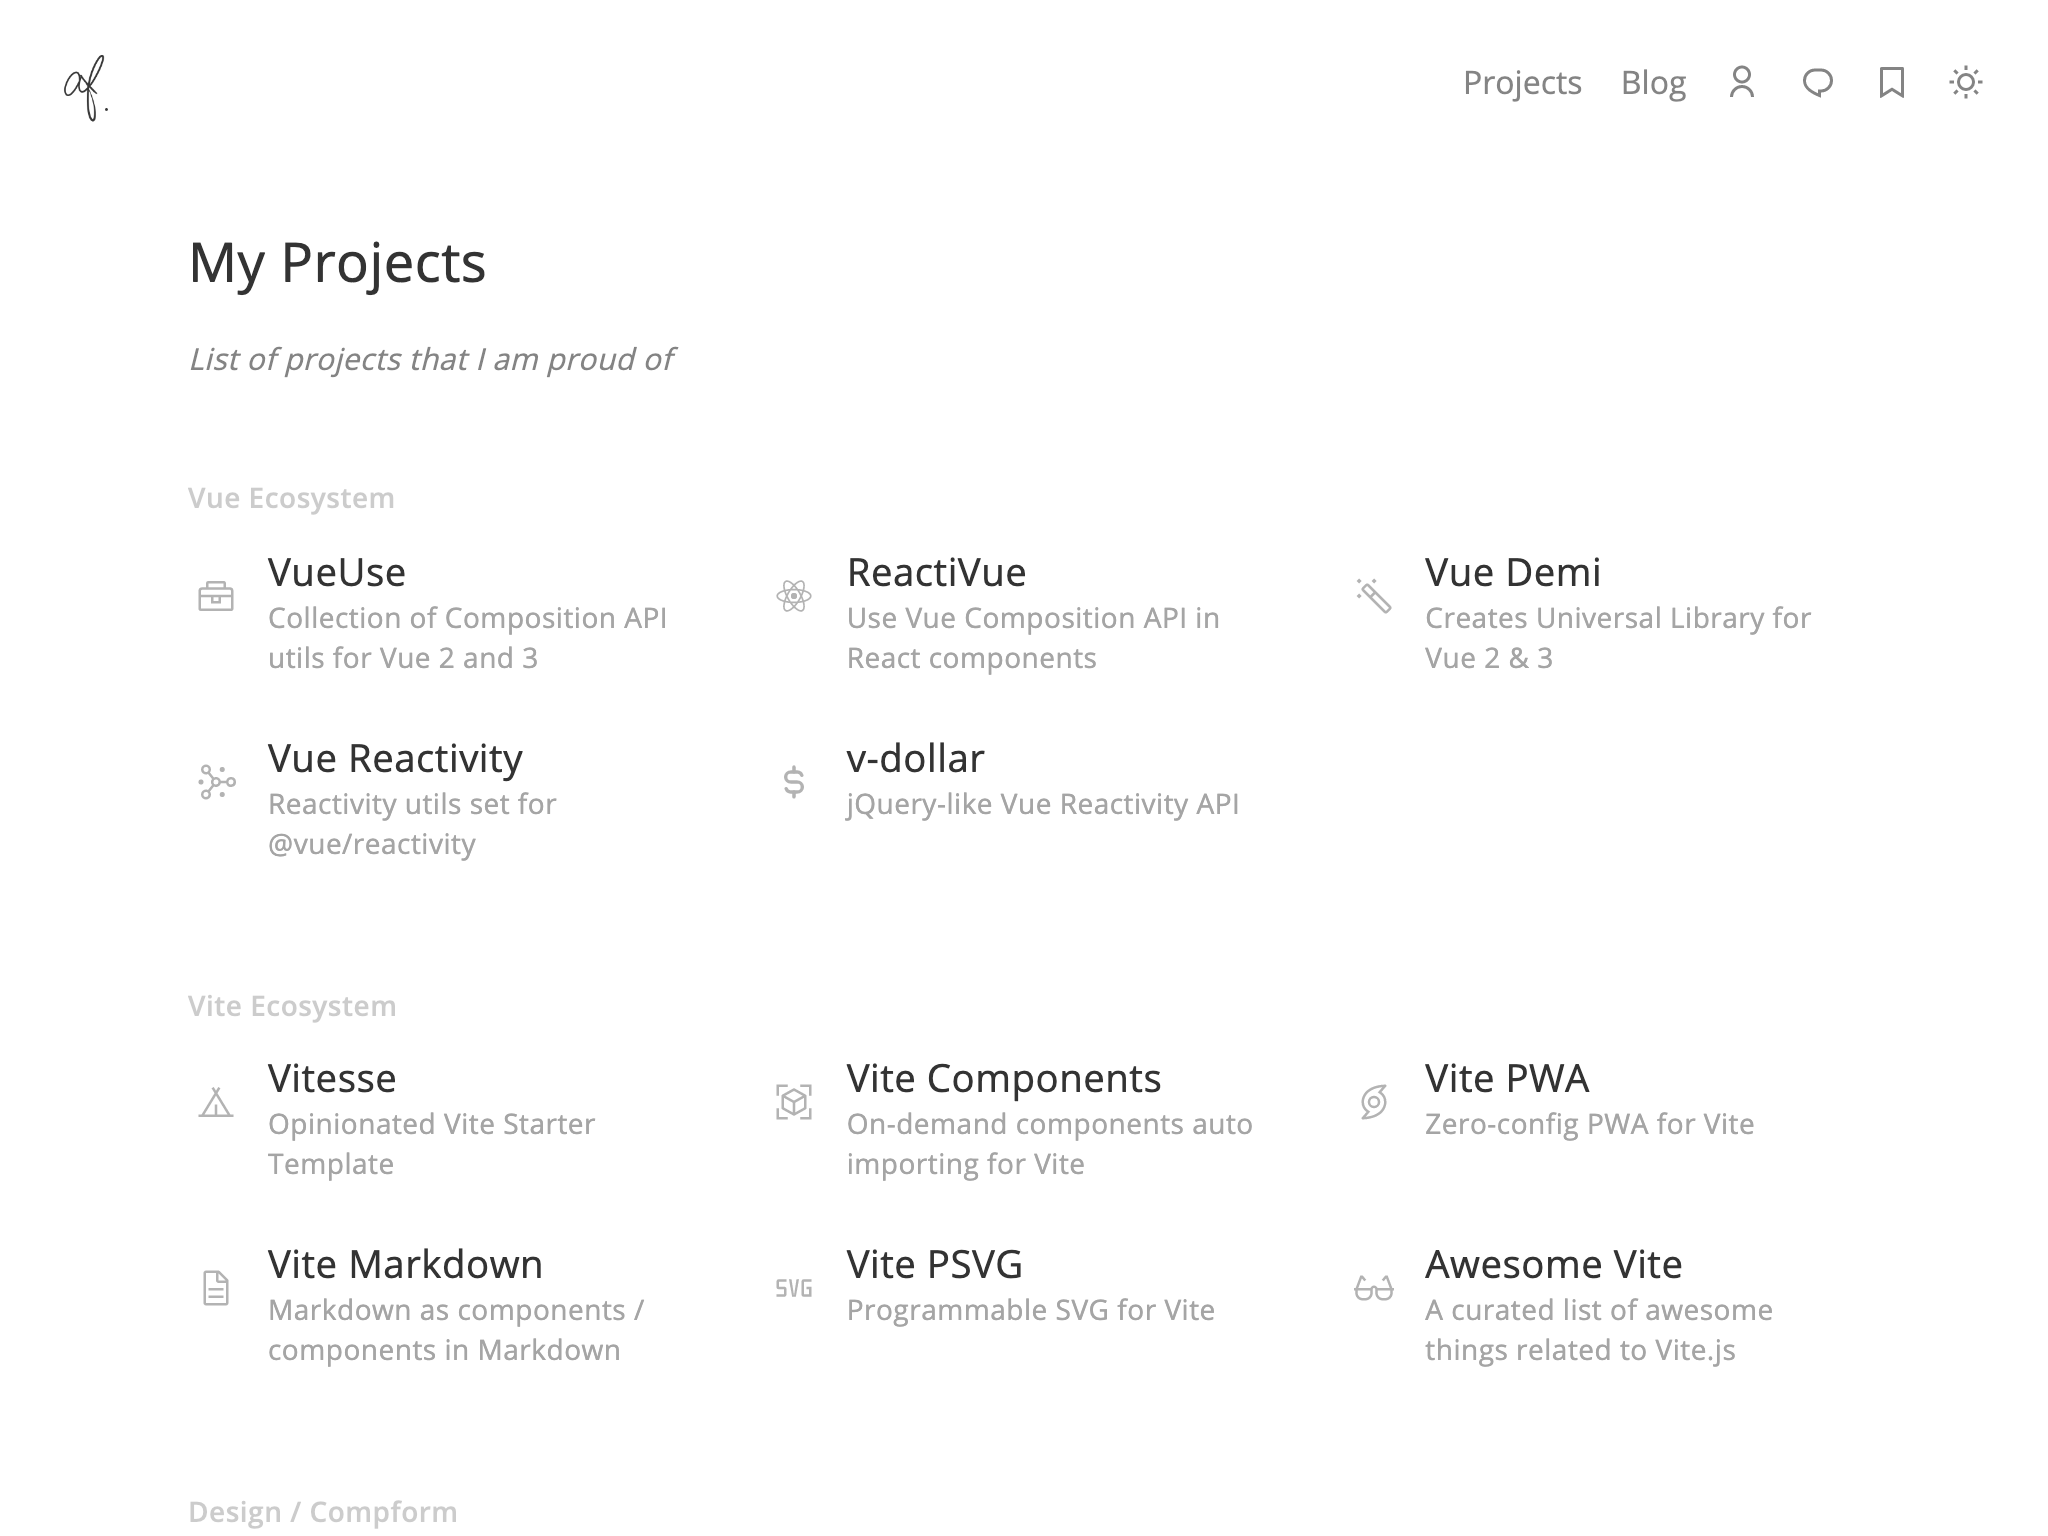 af.
Projects
Blog
My Projects
List of projects that I am proud of
Vue Ecosystem
VueUse
Collection of Composition API
utils for Vue 2 and 3
ReactiVue
Use Vue Composition API in
React components
Vue Demi
Creates Universal Library for
Vue 2 & 3
Vue Reactivity
Reactivity utils set for
@vue/reactivity
$
v-dollar
jQuery-like Vue Reactivity API
Vite Ecosystem
Vitesse
Opinionated Vite Starter
Template
Vite Components
On-demand components auto
importing for Vite
Vite PWA
Zero-config PWA for Vite
Vite Markdown
Markdown as components /
components in Markdown
SVG
Vite PSVG
Programmable SVG for Vite
Awesome Vite
A curated list of awesome
things related to Vite.js
Design / Compform